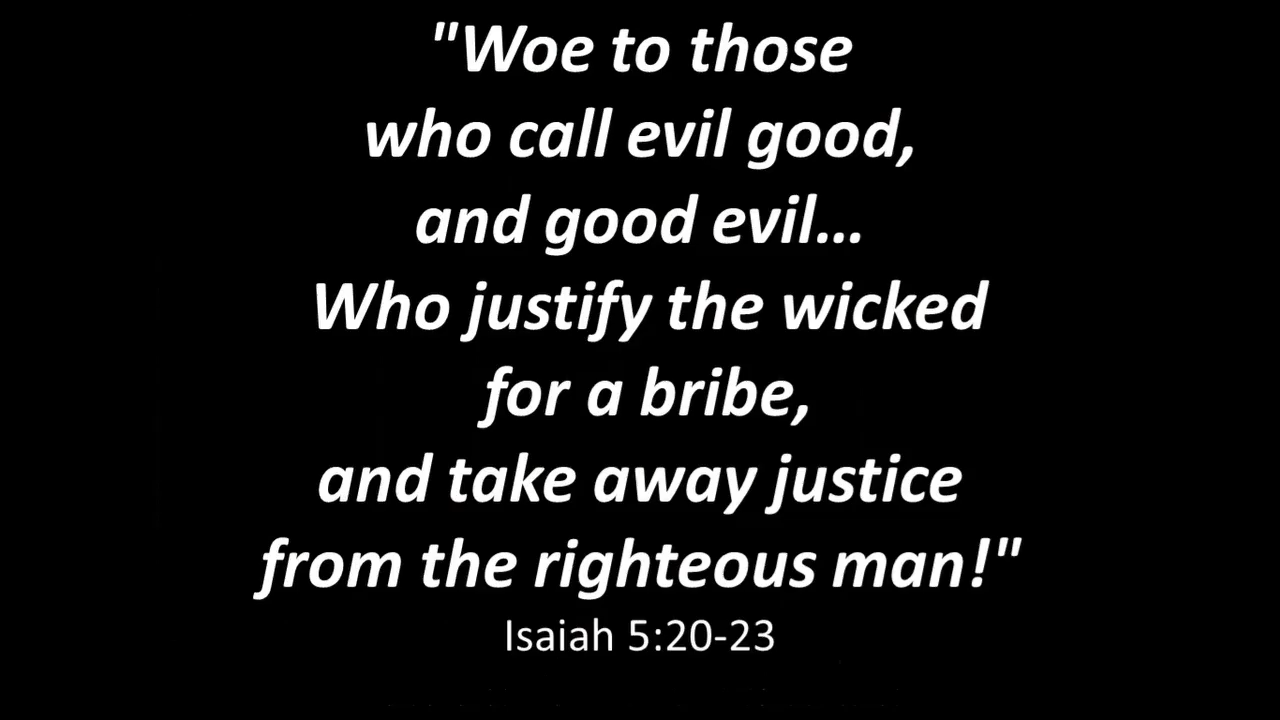 "Woe to those
who call evil good,
and good evil...
Who justify the wicked
for a bribe,
and take away justice
from the righteous man!"
Isaiah 5:20-23